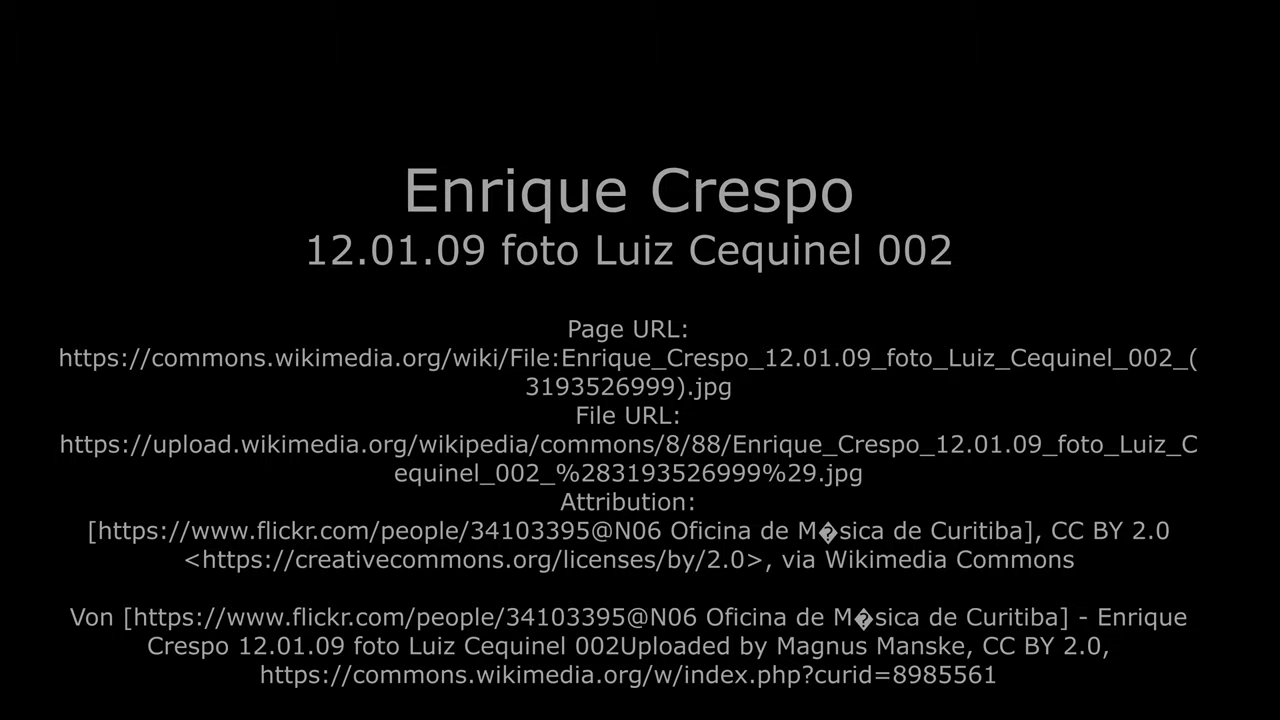 Enrique Crespo
12.01.09 foto Luiz Cequinel 002
Page URL:
https://commons.wikimedia.org/wiki/File:Enrique_Crespo_12.01.09_foto_Luiz_Cequinel_002_(
3193526999).jpg
File URL:
https://upload.wikimedia.org/wikipedia/commons/8/88/Enrique_Crespo_12.01.09_foto_Luiz_C
equinel_002_%283193526999%29.jpg
Attribution:
[https://www.flickr.com/people/34103395@N06 Oficina de M�sica de Curitiba], CC BY 2.0
<https://creativecommons.org/licenses/by/2.0>, via Wikimedia Commons
Von [https://www.flickr.com/people/34103395@N06 Oficina de M�sica de Curitiba] - Enrique
Crespo 12.01.09 foto Luiz Cequinel 002Uploaded by Magnus Manske, CC BY 2.0,
https://commons.wikimedia.org/w/index.php?curid=8985561